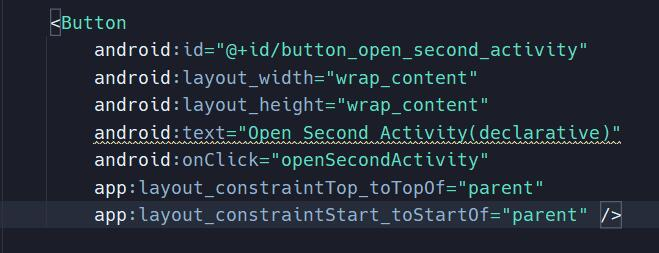 <Button
android:id="@+id/button_open_second_activity"
android:layout_width="wrap_content"
android:layout_height="wrap_content"
android:text="Open Second Activity(declarative)"
android:onClick="openSecondActivity"
app:layout_constraintTop_toTopOf="parent"
app:layout_constraintStart_toStartOf="parent" />